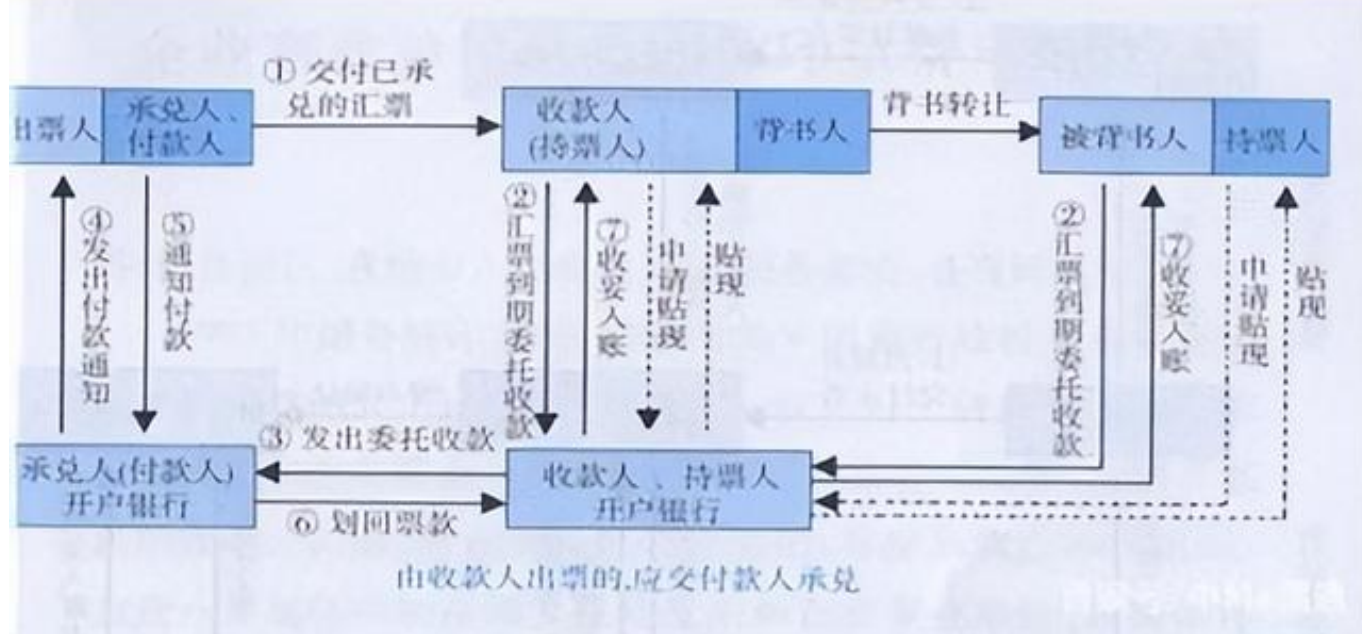 ① 交付已承
兑的汇票
出票人
承兑人、
付款人
收款人
(持票人)
背书人
背书转让
被背书人
持票人
④发出付款通知
⑤通知付款
②汇票到期委托收款
⑦收妥入账
申请贴现
贴现
②汇票到期委托收款
⑦收妥入账
申请贴现
贴现
③ 发出委托收款
承兑人(付款人)
开户银行
⑥ 划回票款
收款人、持票人
开户银行
由收款人出票的,应交付款人承兑